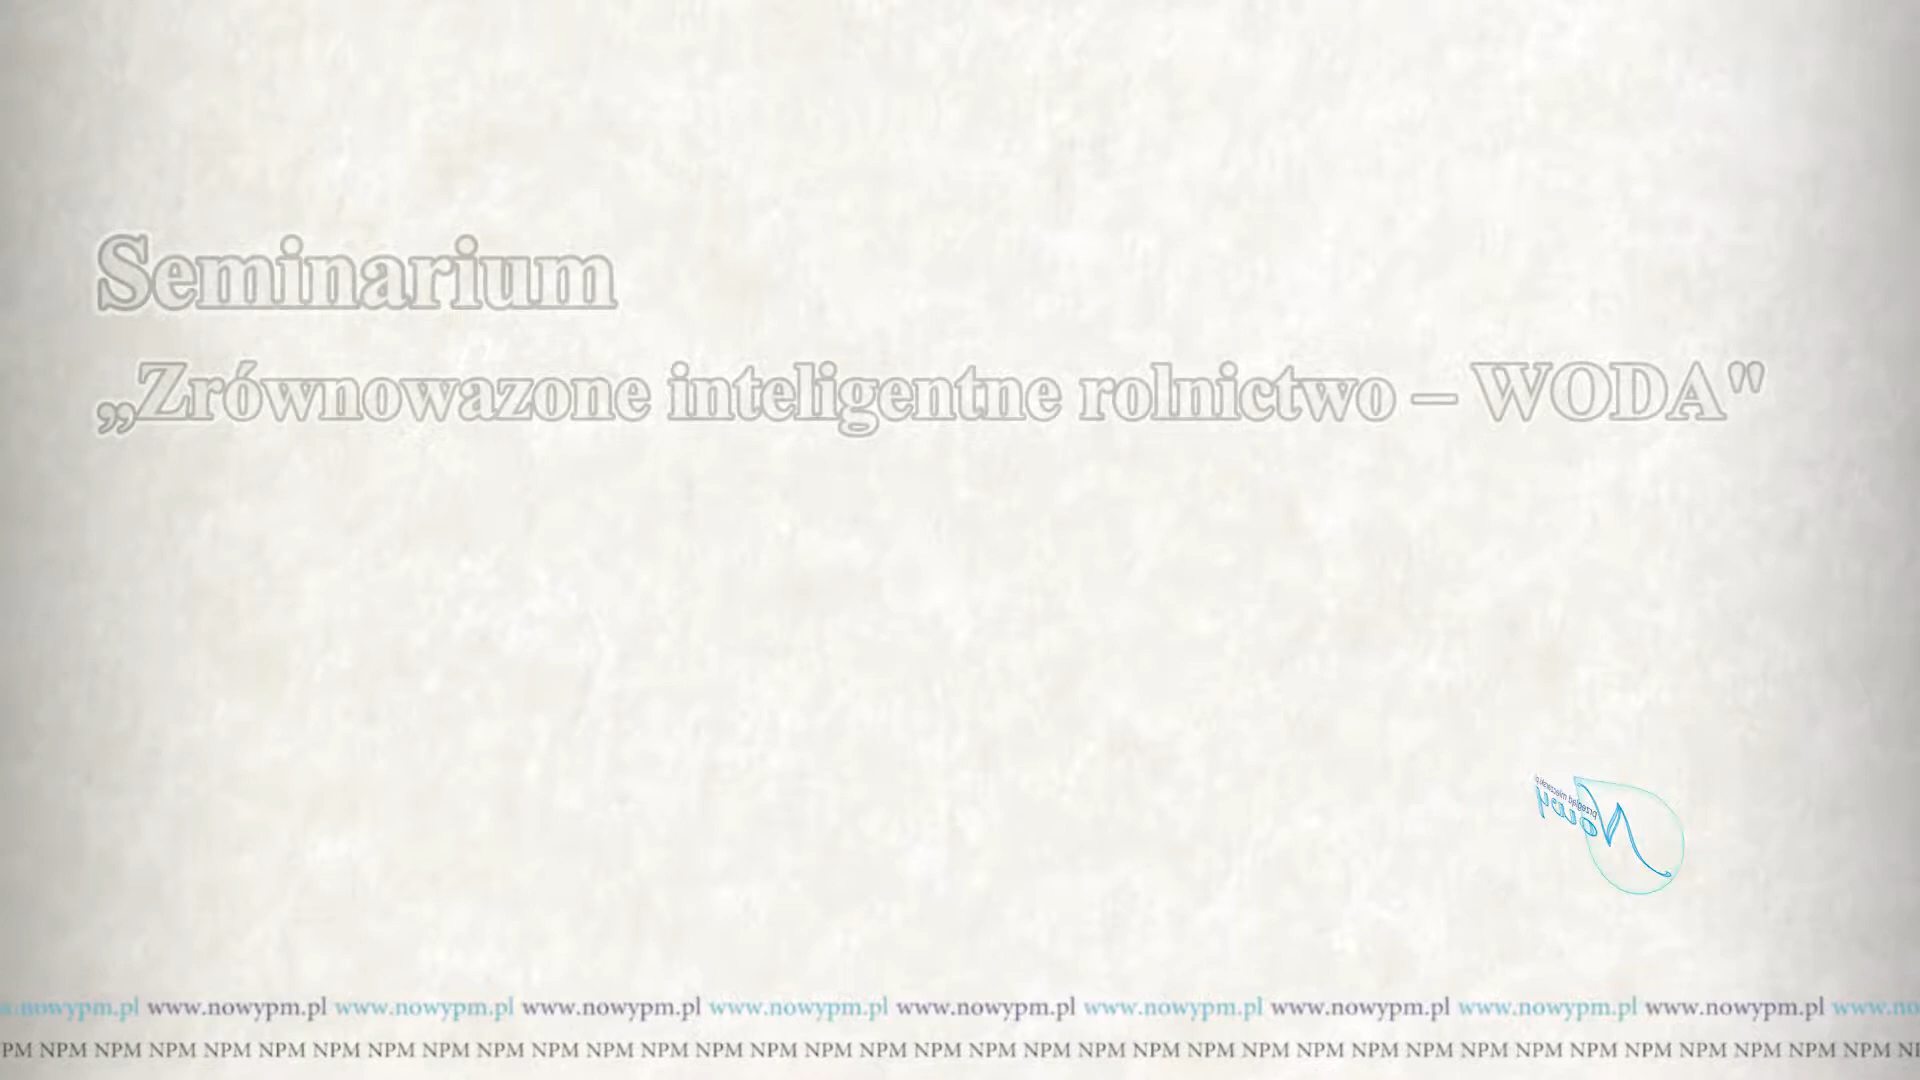 Seminarium
„Zrównowazone inteligentne rolnictwo – WODA"
Nowy
www.nowypm.pl www.nowypm.pl www.nowypm.pl www.nowypm.pl www.nowypm.pl www.nowypm.pl www.nowypm.pl www.nowypm.pl www.nowypm.pl
PM NPM NPM NPM NPM NPM NPM NPM NPM NPM NPM NPM NPM NPM NPM NPM NPM NPM NPM NPM NPM NPM NPM NPM NPM NPM NPM NPM NPM NPM NPM NPM NPM NPM NPM